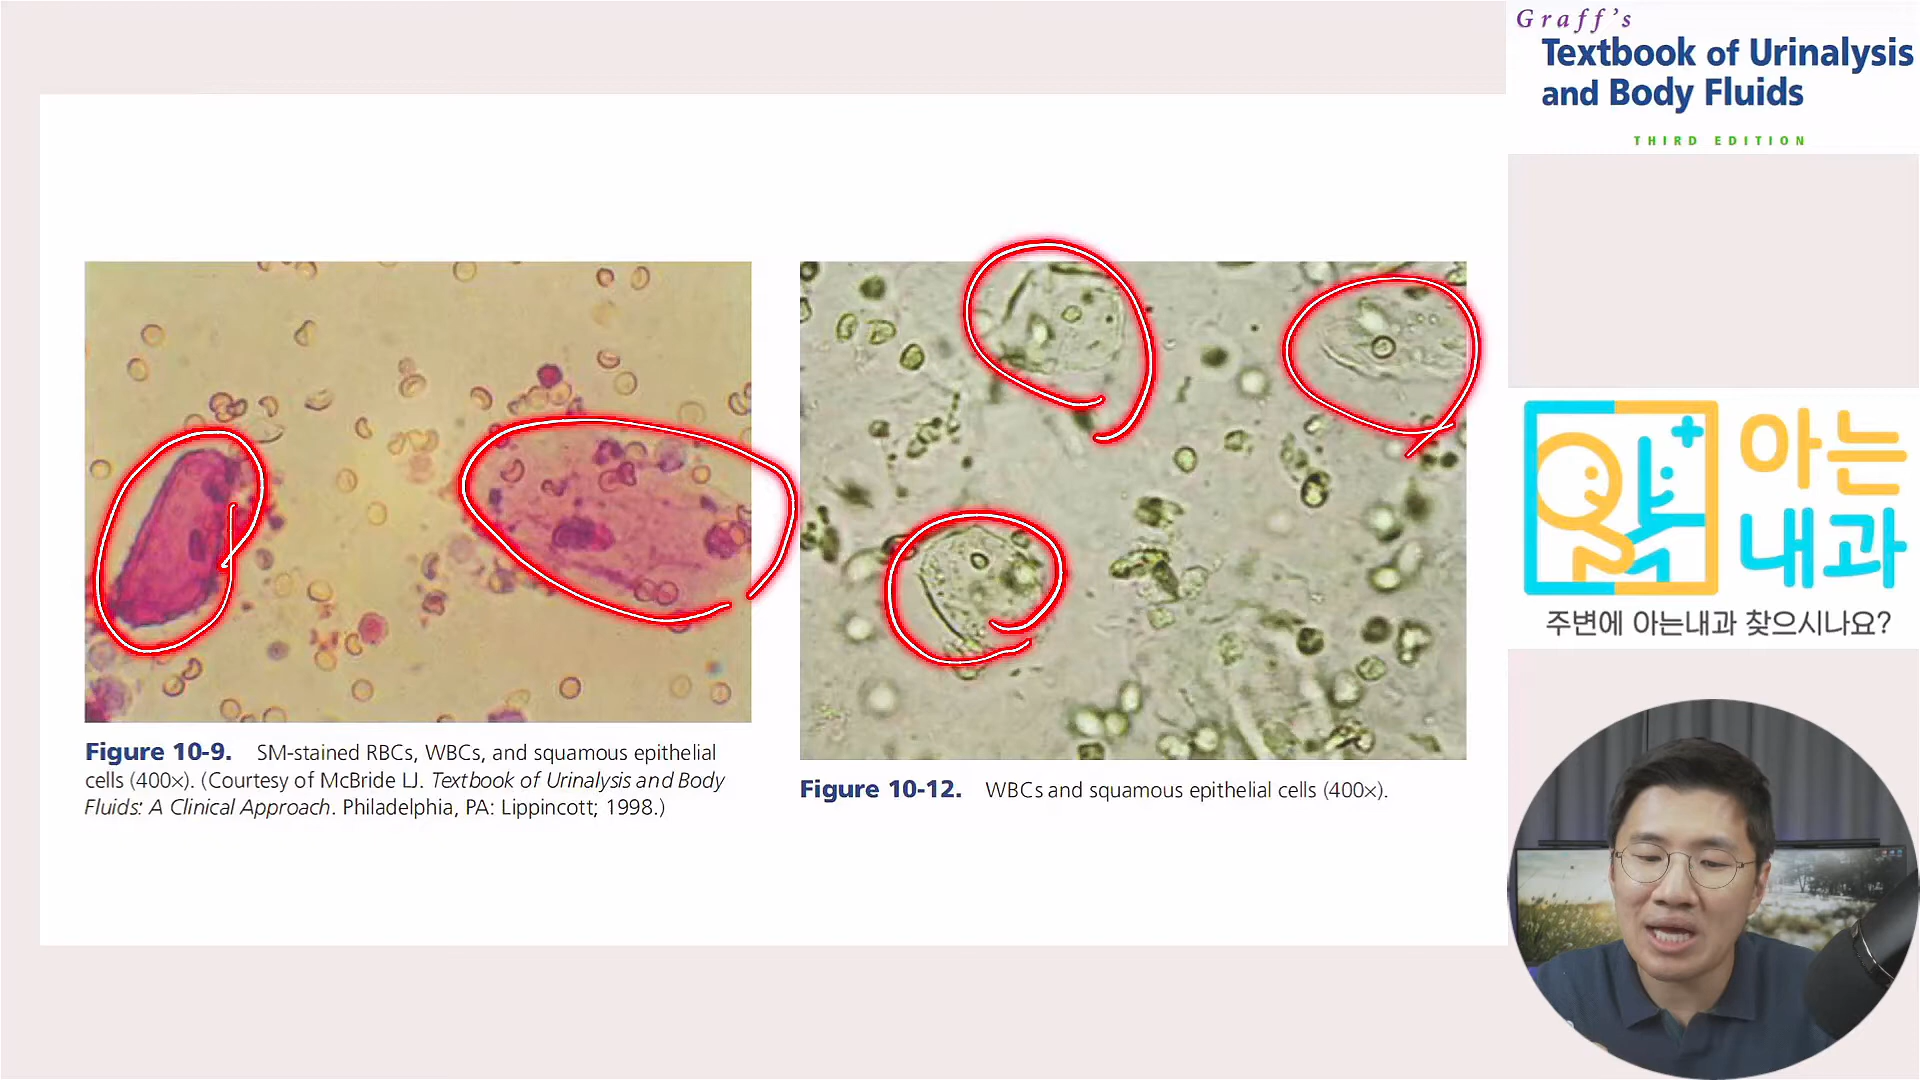 Graff's
Textbook of Urinalysis
and Body Fluids
THIRD EDITION
Figure 10-9. SM-stained RBCs, WBCs, and squamous epithelial
cells (400×). (Courtesy of McBride LJ. Textbook of Urinalysis and Body
Fluids: A Clinical Approach. Philadelphia, PA: Lippincott; 1998.)
Figure 10-12. WBCs and squamous epithelial cells (400×).
아는
내과
주변에 아는내과 찾으시나요?